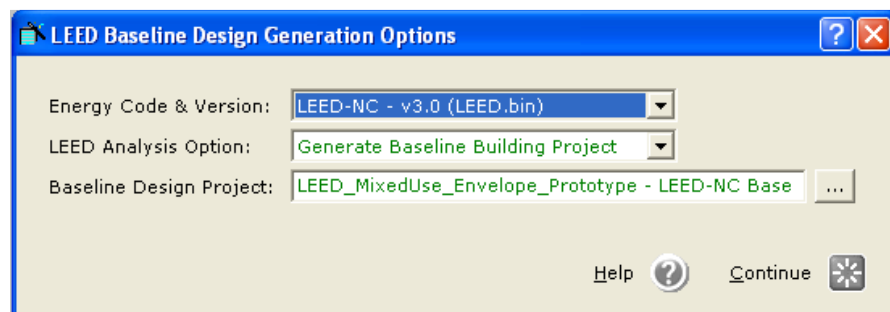 LEED Baseline Design Generation Options
Energy Code & Version: LEED-NC - v3.0 (LEED.bin)
LEED Analysis Option: Generate Baseline Building Project
Baseline Design Project: LEED_MixedUse_Envelope_Prototype - LEED-NC Base ...
Help ? Continue